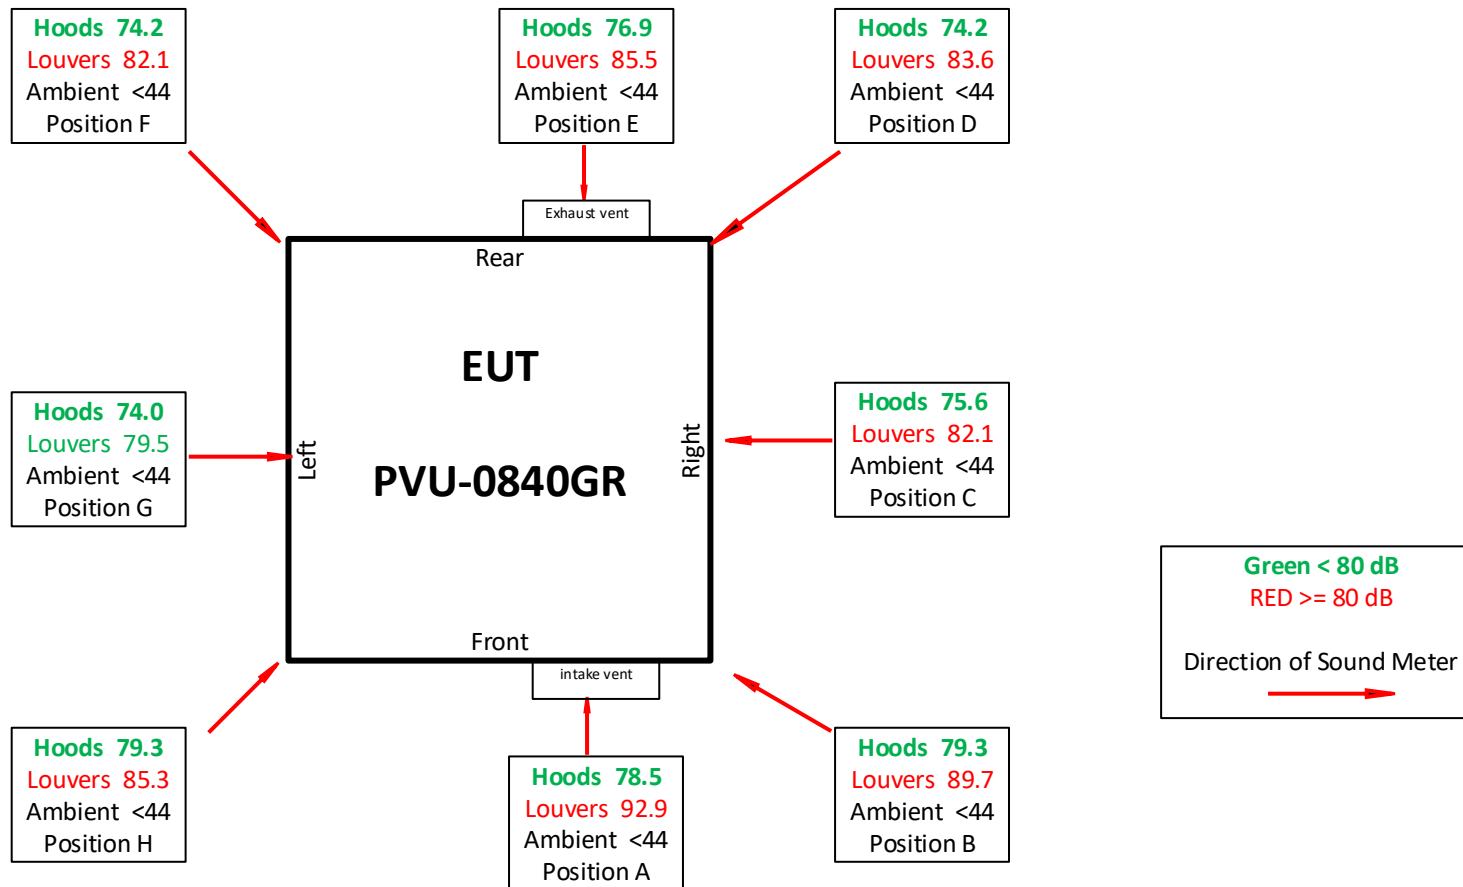 Hoods 74.2
Louvers 82.1
Ambient <44
Position F
Hoods 76.9
Louvers 85.5
Ambient <44
Position E
Hoods 74.2
Louvers 83.6
Ambient <44
Position D
Exhaust vent
Rear
EUT
PVU-0840GR
Left
Right
Front
intake vent
Hoods 74.0
Louvers 79.5
Ambient <44
Position G
Hoods 75.6
Louvers 82.1
Ambient <44
Position C
Green < 80 dB
RED >= 80 dB
Direction of Sound Meter
Hoods 79.3
Louvers 85.3
Ambient <44
Position H
Hoods 78.5
Louvers 92.9
Ambient <44
Position A
Hoods 79.3
Louvers 89.7
Ambient <44
Position B